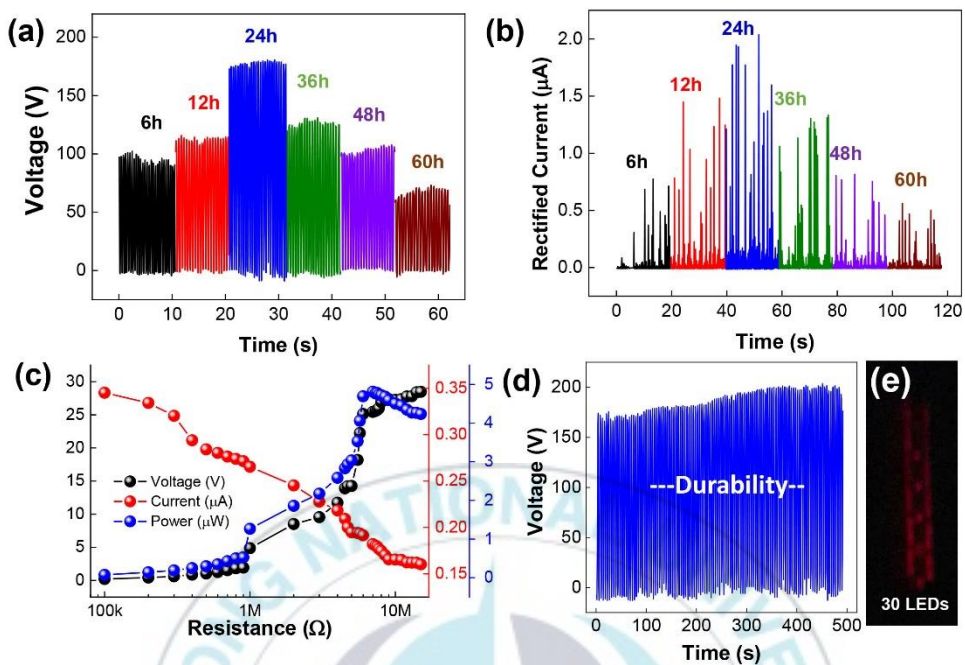 (a)
200
150
100
50
0
Voltage (V)
6h
12h
24h
36h
48h
60h
0 10 20 30 40 50 60
Time (s)
(b)
2.0
1.5
1.0
0.5
0.0
Rectified Current (μA)
6h
12h
24h
36h
48h
60h
0 20 40 60 80 100 120
Time (s)
(c)
30
25
20
15
10
5
0
Voltage (V)
Current (μA)
Power (μW)
0.35
0.30
0.25
0.20
0.15
5
4
3
2
1
0
100k 1M 10M
Resistance (Ω)
(d)
200
150
100
50
0
Voltage (V)
---Durability--
0 100 200 300 400 500
Time (s)
(e)
30 LEDs
ONG NATIONAL